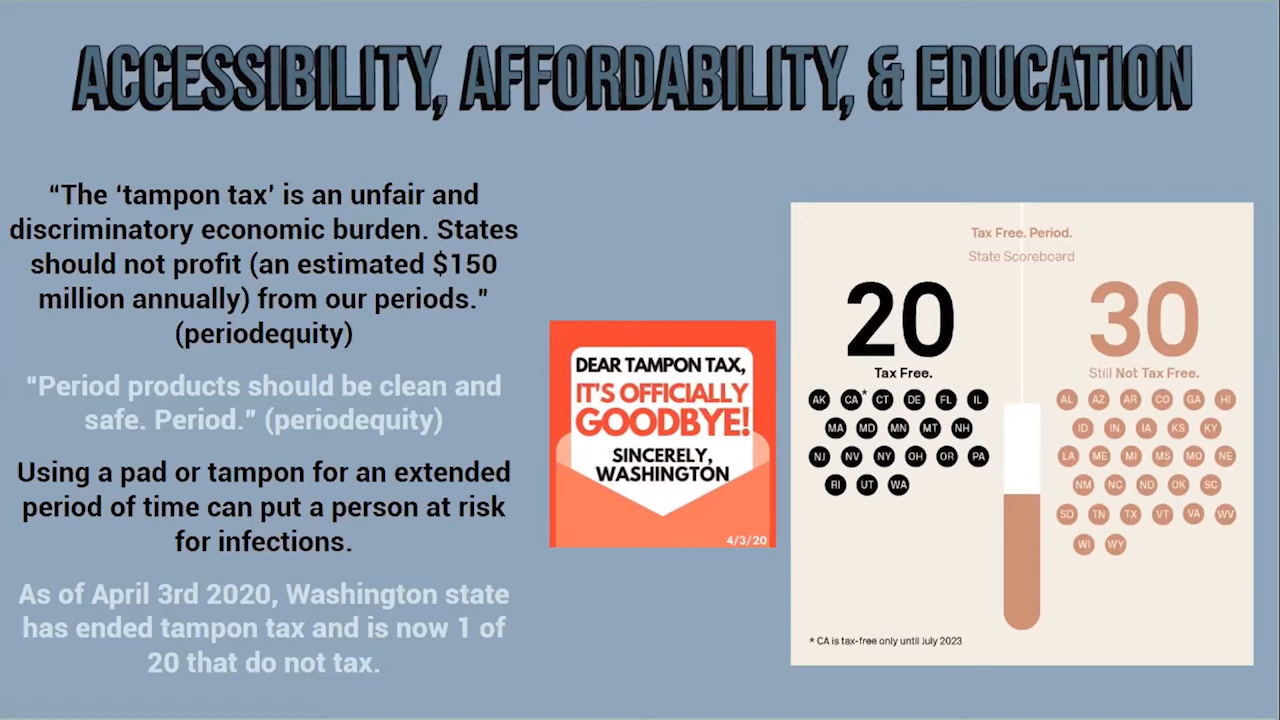 ACCESSIBILITY, AFFORDABILITY, & EDUCATION
“The ‘tampon tax’ is an unfair and
discriminatory economic burden. States
should not profit (an estimated $150
million annually) from our periods."
(periodequity)
“Period products should be clean and
safe. Period.” (periodequity)
Using a pad or tampon for an extended
period of time can put a person at risk
for infections.
As of April 3rd 2020, Washington state
has ended tampon tax and is now 1 of
20 that do not tax.
DEAR TAMPON TAX,
IT'S OFFICIALLY
GOODBYE!
SINCERELY,
WASHINGTON
4/3/20
Tax Free. Period.
State Scoreboard
20
Tax Free.
AK CA* CT DE FL IL
MA MD MN MT NH
NJ NV NY OH OR PA
RI UT WA
30
Still Not Tax Free.
AL AZ AR CO GA HI
ID IN IA KS KY
LA ME MI MS MO NE
NM NC ND OK SC
SD TN TX VT VA WV
WI WY
* CA is tax-free only until July 2023